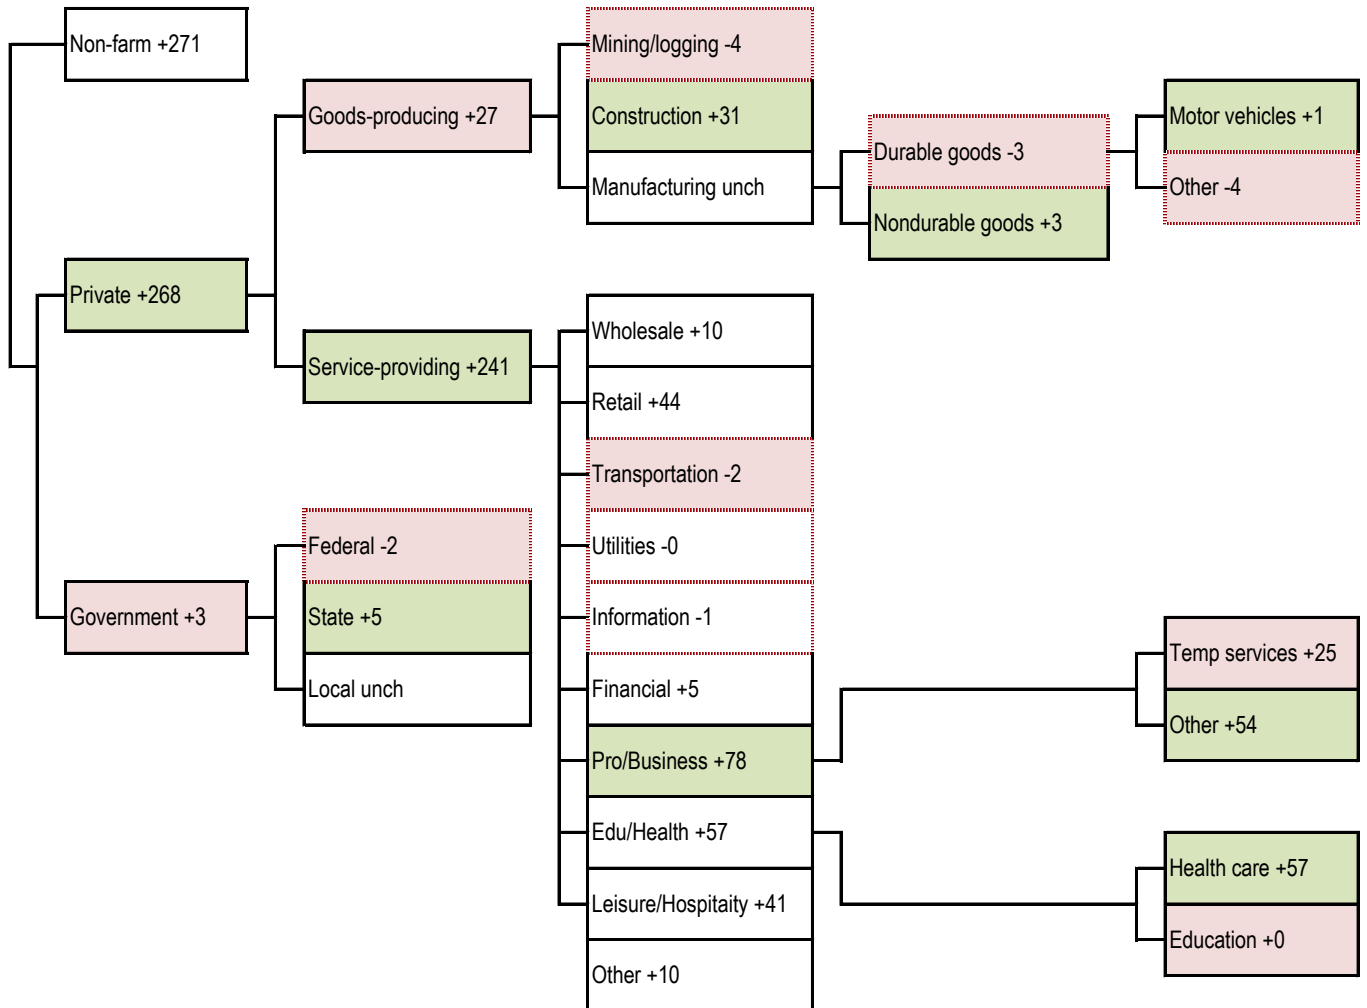 Non-farm +271
Private +268
Government +3
Goods-producing +27
Service-providing +241
Federal -2
State +5
Local unch
Mining/logging -4
Construction +31
Manufacturing unch
Wholesale +10
Retail +44
Transportation -2
Utilities -0
Information -1
Financial +5
Pro/Business +78
Edu/Health +57
Leisure/Hospitaity +41
Other +10
Durable goods -3
Nondurable goods +3
Motor vehicles +1
Other -4
Temp services +25
Other +54
Health care +57
Education +0